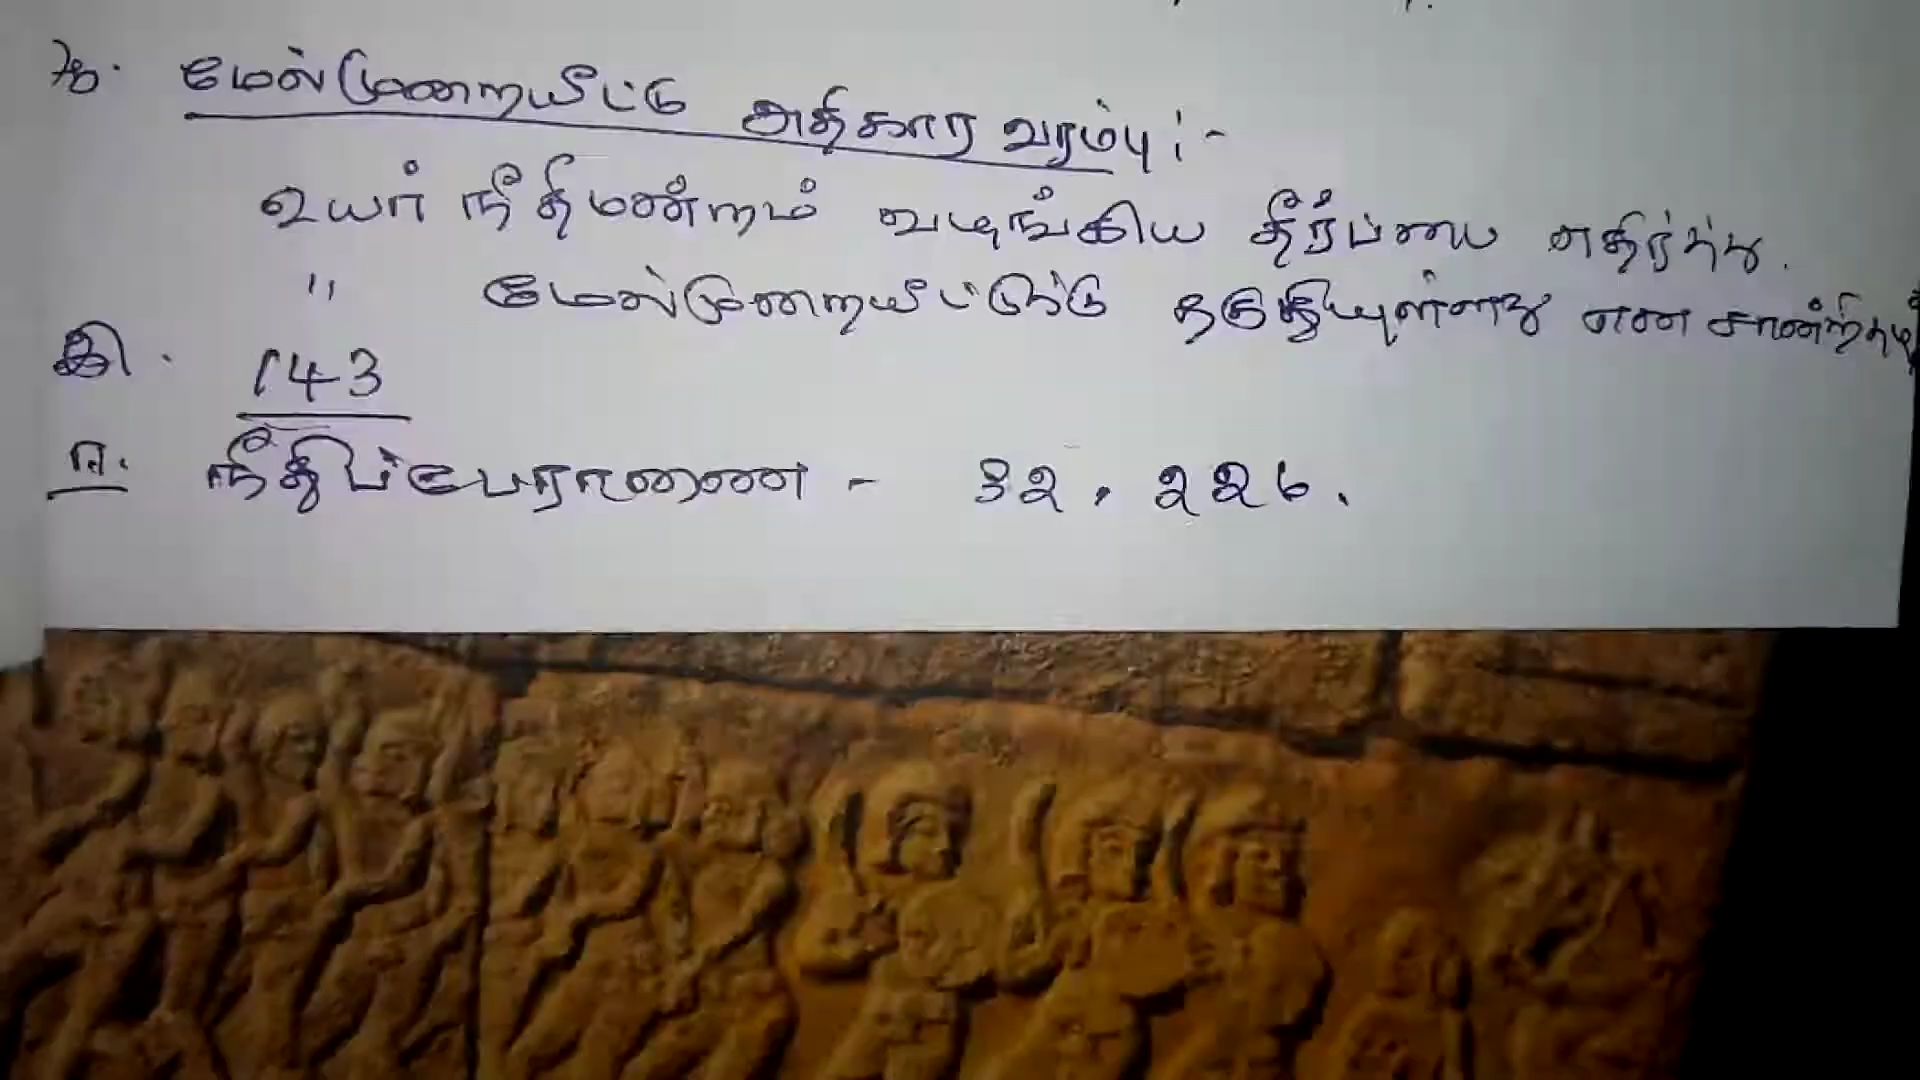 ஆ. மேல்முறையீட்டு அதிகார வரம்பு :-
உயர் நீதிமன்றம் வழங்கிய தீர்ப்பை எதிர்த்து.
" மேல்முறையீட்டுக்கு தகுதியுள்ளது என
இ. 143
ஈ. நீதிப்பேராணை - 32, 226.